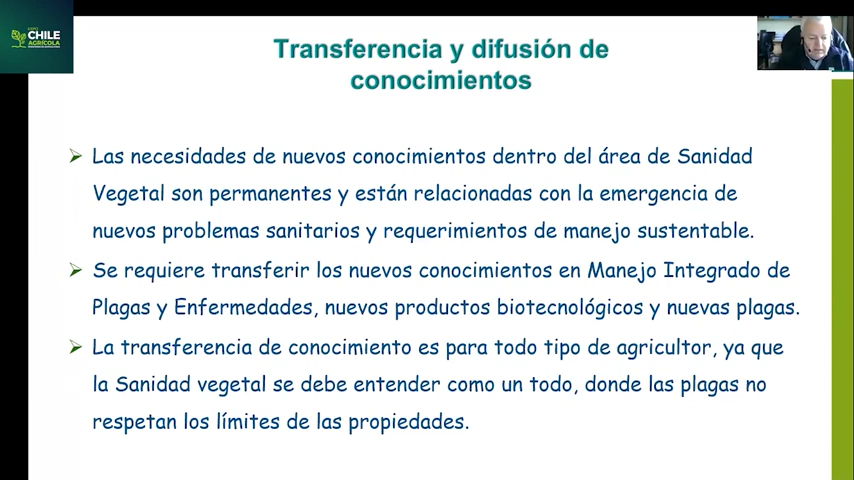 CHILE
AGRÍCOLA
Transferencia y difusión de
conocimientos
Las necesidades de nuevos conocimientos dentro del área de Sanidad
Vegetal son permanentes y están relacionadas con la emergencia de
nuevos problemas sanitarios y requerimientos de manejo sustentable.
Se requiere transferir los nuevos conocimientos en Manejo Integrado de
Plagas y Enfermedades, nuevos productos biotecnológicos y nuevas plagas.
La transferencia de conocimiento es para todo tipo de agricultor, ya que
la Sanidad vegetal se debe entender como un todo, donde las plagas no
respetan los límites de las propiedades.